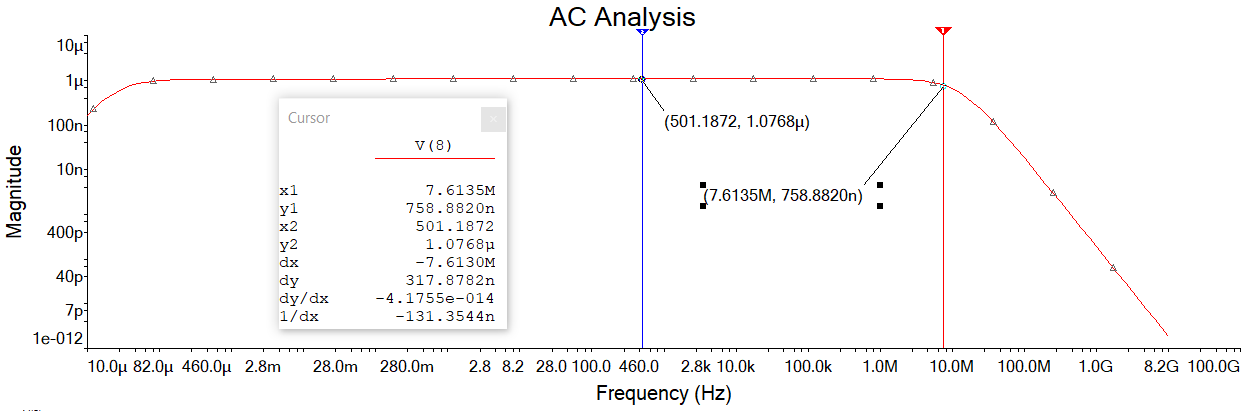 AC Analysis
2
1
10µ
1µ
100n
10n
400p
40p
7p
1e-012
Magnitude
Cursor
×
V(8)
x1 7.6135M
y1 758.8820n
x2 501.1872
y2 1.0768µ
dx -7.6130M
dy 317.8782n
dy/dx -4.1755e-014
1/dx -131.3544n
(501.1872, 1.0768µ)
(7.6135M, 758.8820n)
10.0µ 82.0µ 460.0µ 2.8m 28.0m 280.0m 2.8 8.2 28.0 100.0 460.0 2.8k 10.0k 100.0k 1.0M 10.0M 100.0M 1.0G 8.2G 100.0G
Frequency (Hz)